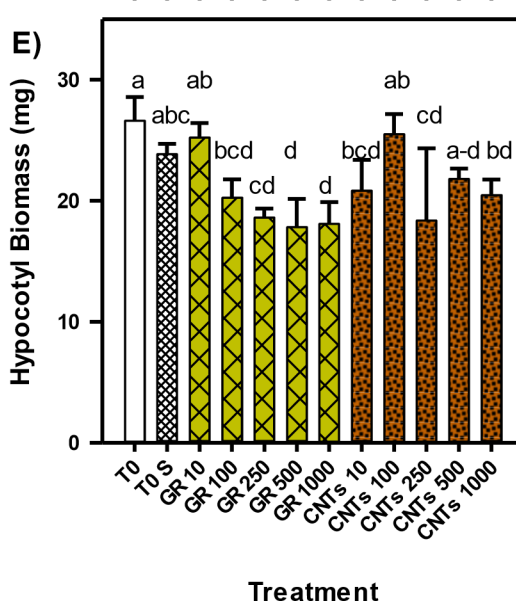 E)
Hypocotyl Biomass (mg)
30
20
10
0
a
abc
ab
bcd
cd
d
d
bcd
ab
cd
a-d
bd
T0
T0 S
GR 10
GR 100
GR 250
GR 500
GR 1000
CNTs 10
CNTs 100
CNTs 250
CNTs 500
CNTs 1000
Treatment